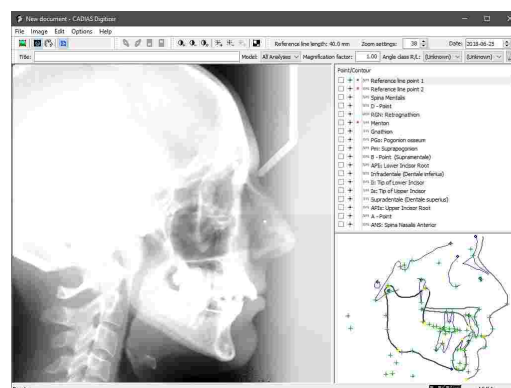 New document - CADIAS Digitizer
File Image Edit Options Help
Reference line length: 40.0 mm Zoom settings: 38 Date: 2018-06-25
Title: Model: All Analyses Magnification factor: 1.00 Angle class R/L: (Unknown) (Unknown)
Point/Contour
Reference line point 1
Reference line point 2
Spina Mentalis
D - Point
RGN: Retrognathion
Menton
Gnathion
PGo: Pogonion osseum
Pm: Suprapogonion
B - Point (Supramentale)
APIi: Lower Incisor Root
Infradentale (Dentale inferius)
Ii: Tip of Lower Incisor
Is: Tip of Upper Incisor
Supradentale (Dentale superius)
APIs: Upper Incisor Root
A - Point
ANS: Spina Nasalis Anterior